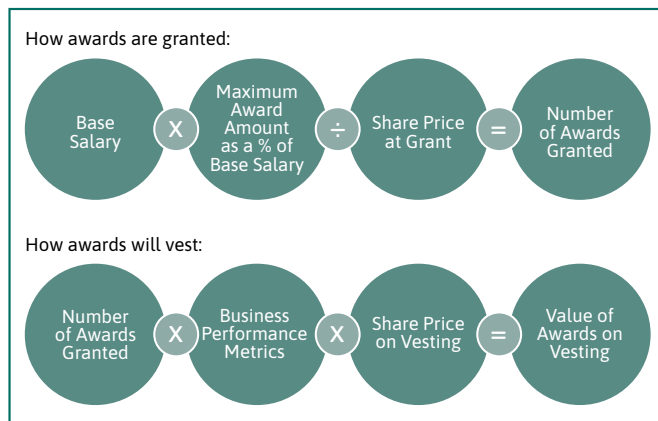 How awards are granted:
Base
Salary
X
Maximum
Award
Amount
as a % of
Base Salary
÷
Share Price
at Grant
=
Number
of Awards
Granted
How awards will vest:
Number
of Awards
Granted
X
Business
Performance
Metrics
X
Share Price
on Vesting
=
Value of
Awards on
Vesting